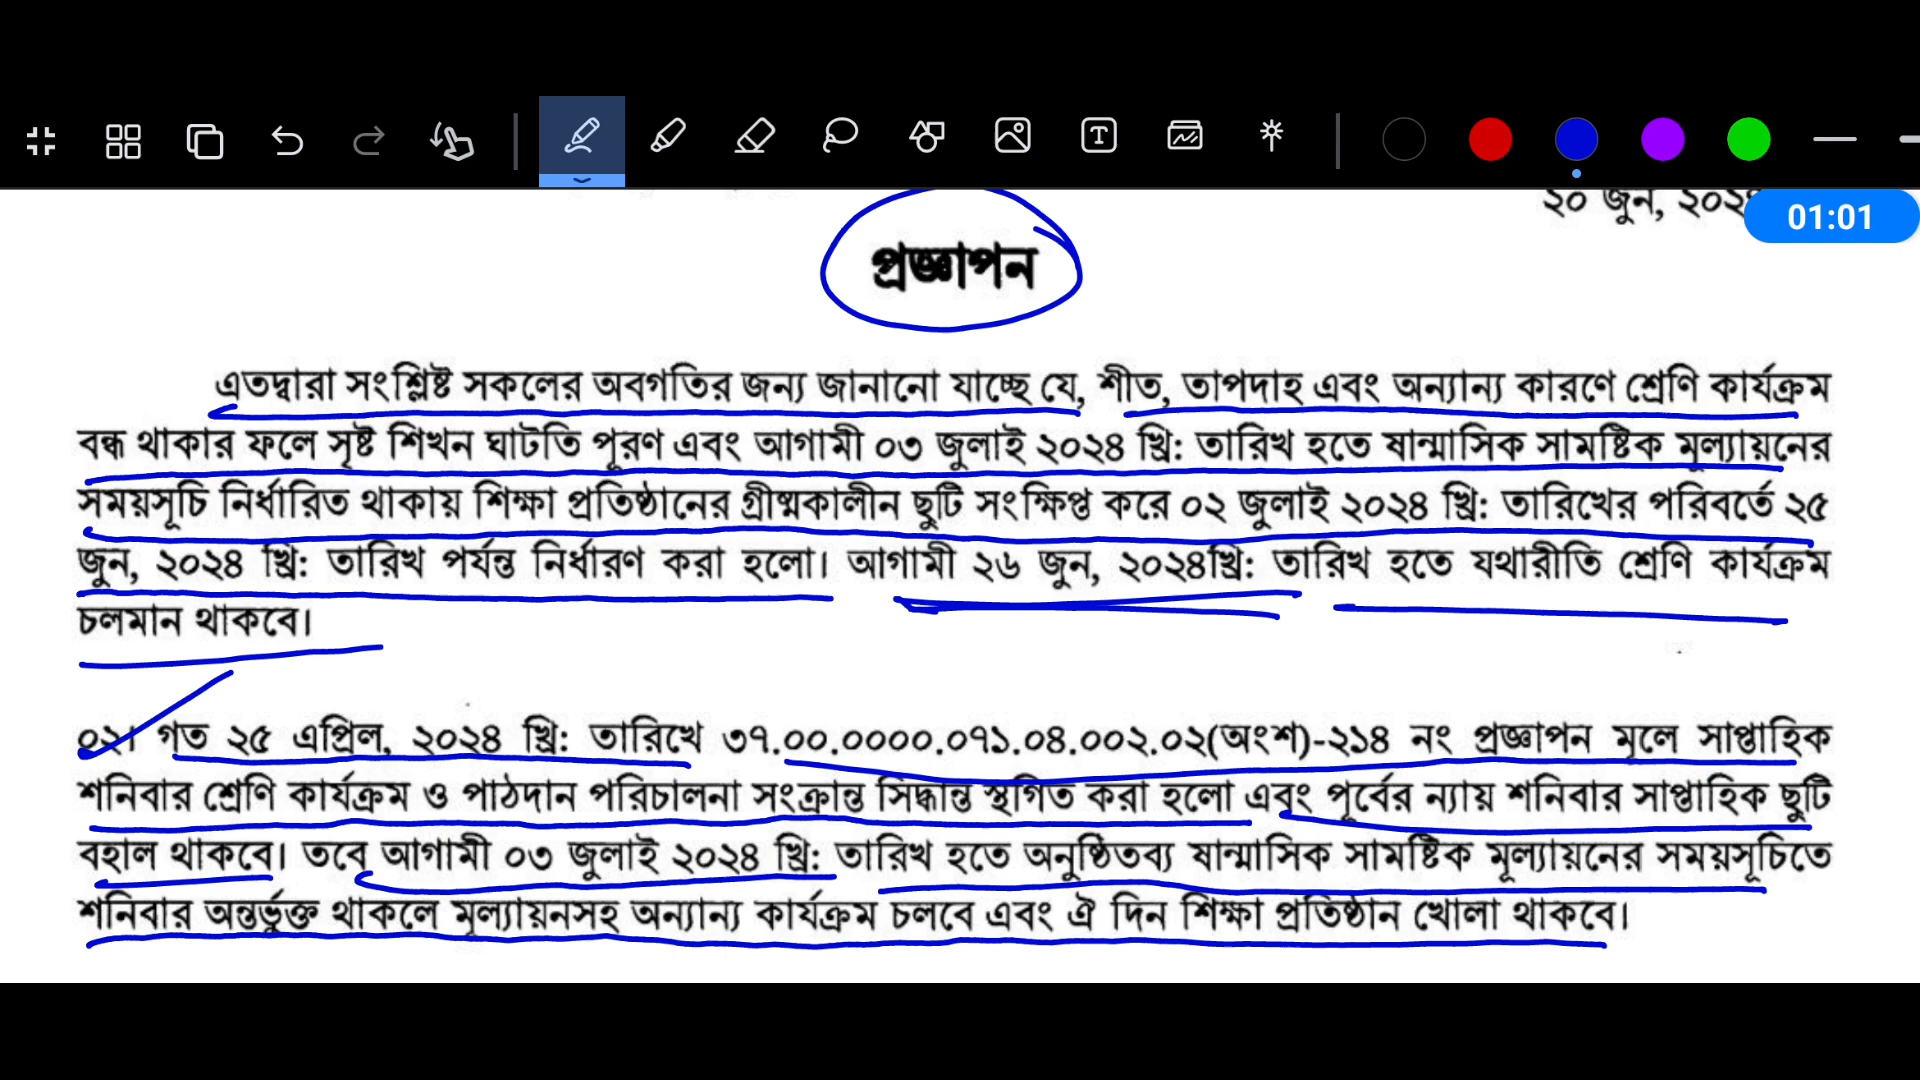 ২০ জুন, ২০২
01:01
প্রজ্ঞাপন
এতদ্বারা সংশ্লিষ্ট সকলের অবগতির জন্য জানানো যাচ্ছে যে, শীত, তাপদাহ এবং অন্যান্য কারণে শ্রেণি কার্যক্রম
বন্ধ থাকার ফলে সৃষ্ট শিখন ঘাটতি পূরণ এবং আগামী ০৩ জুলাই ২০২৪ খ্রি: তারিখ হতে ষান্মাসিক সামষ্টিক মূল্যায়নের
সময়সূচি নির্ধারিত থাকায় শিক্ষা প্রতিষ্ঠানের গ্রীষ্মকালীন ছুটি সংক্ষিপ্ত করে ০২ জুলাই ২০২৪ খ্রি: তারিখের পরিবর্তে ২৫
জুন, ২০২৪ খ্রি: তারিখ পর্যন্ত নির্ধারণ করা হলো। আগামী ২৬ জুন, ২০২৪খ্রি: তারিখ হতে যথারীতি শ্রেণি কার্যক্রম
চলমান থাকবে।
০২। গত ২৫ এপ্রিল, ২০২৪ খ্রি: তারিখে ৩৭.০০.০০০০.০৭১.০৪.০০২.০২(অংশ)-২১৪ নং প্রজ্ঞাপন মূলে সাপ্তাহিক
শনিবার শ্রেণি কার্যক্রম ও পাঠদান পরিচালনা সংক্রান্ত সিদ্ধান্ত স্থগিত করা হলো এবং পূর্বের ন্যায় শনিবার সাপ্তাহিক ছুটি
বহাল থাকবে। তবে আগামী ০৩ জুলাই ২০২৪ খ্রি: তারিখ হতে অনুষ্ঠিতব্য ষান্মাসিক সামষ্টিক মূল্যায়নের সময়সূচিতে
শনিবার অন্তর্ভুক্ত থাকলে মূল্যায়নসহ অন্যান্য কার্যক্রম চলবে এবং ঐ দিন শিক্ষা প্রতিষ্ঠান খোলা থাকবে।